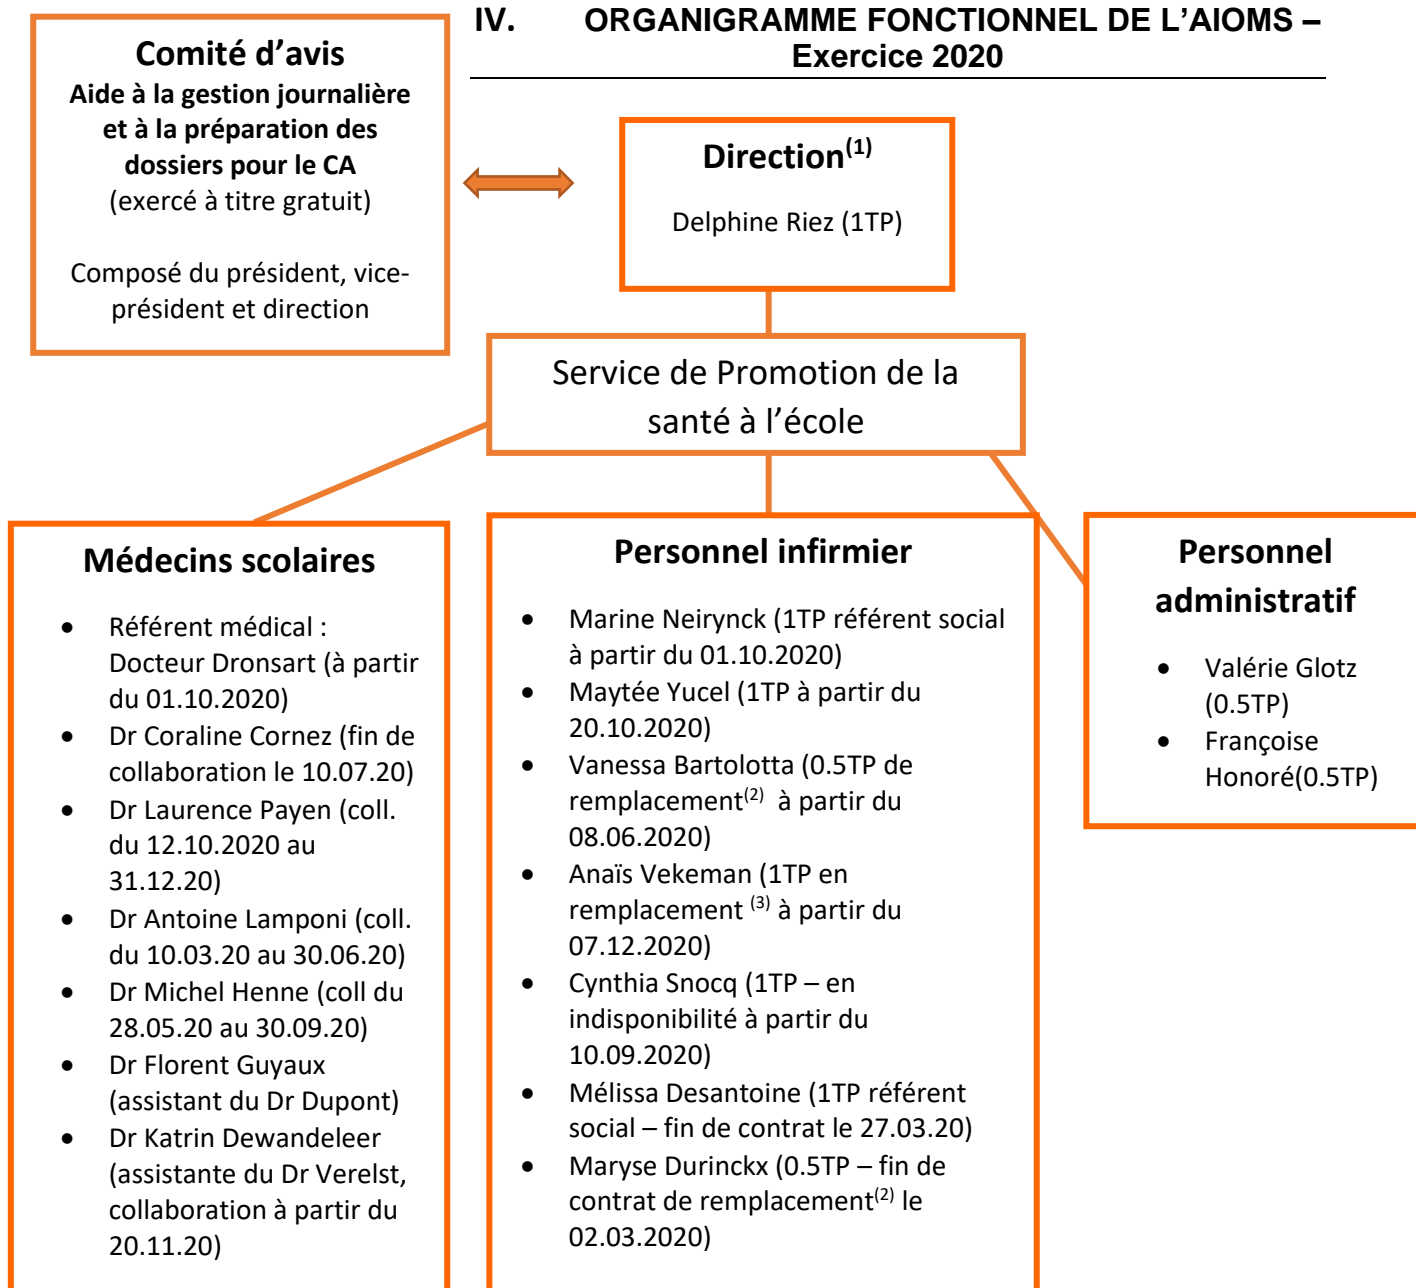 IV. ORGANIGRAMME FONCTIONNEL DE L’AIOMS –
Exercice 2020
Comité d’avis
Aide à la gestion journalière
et à la préparation des
dossiers pour le CA
(exercé à titre gratuit)
Composé du président, vice-
président et direction
Direction(1)
Delphine Riez (1TP)
Service de Promotion de la
santé à l’école
Médecins scolaires
• Référent médical :
Docteur Dronsart (à partir
du 01.10.2020)
• Dr Coraline Cornez (fin de
collaboration le 10.07.20)
• Dr Laurence Payen (coll.
du 12.10.2020 au
31.12.20)
• Dr Antoine Lamponi (coll.
du 10.03.20 au 30.06.20)
• Dr Michel Henne (coll du
28.05.20 au 30.09.20)
• Dr Florent Guyaux
(assistant du Dr Dupont)
• Dr Katrin Dewandeleer
(assistante du Dr Verelst,
collaboration à partir du
20.11.20)
Personnel infirmier
• Marine Neirynck (1TP référent social
à partir du 01.10.2020)
• Maytée Yucel (1TP à partir du
20.10.2020)
• Vanessa Bartolotta (0.5TP de
remplacement(2) à partir du
08.06.2020)
• Anaïs Vekeman (1TP en
remplacement (3) à partir du
07.12.2020)
• Cynthia Snocq (1TP – en
indisponibilité à partir du
10.09.2020)
• Mélissa Desantoine (1TP référent
social – fin de contrat le 27.03.20)
• Maryse Durinckx (0.5TP – fin de
contrat de remplacement(2) le
02.03.2020)
Personnel
administratif
• Valérie Glotz
(0.5TP)
• Françoise
Honoré(0.5TP)